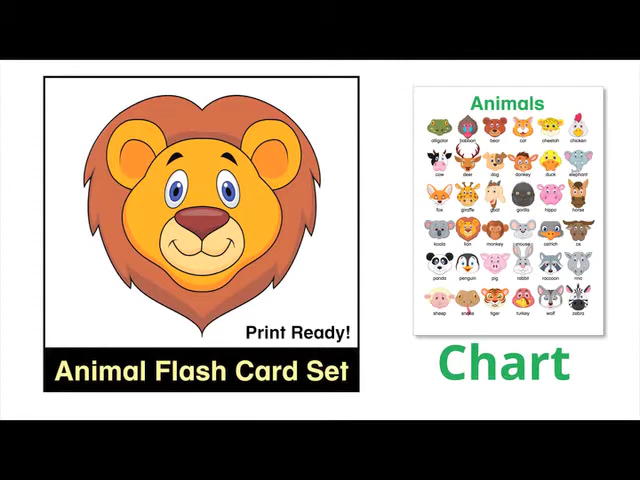 Print Ready!
Animal Flash Card Set
Animals
alligator baboon bear cat cheetah chicken
cow deer dog donkey duck elephant
fox giraffe goat gorilla hippo horse
koala lion monkey mouse ostrich ox
panda penguin pig rabbit raccoon rino
sheep snake tiger turkey wolf zebra
Chart